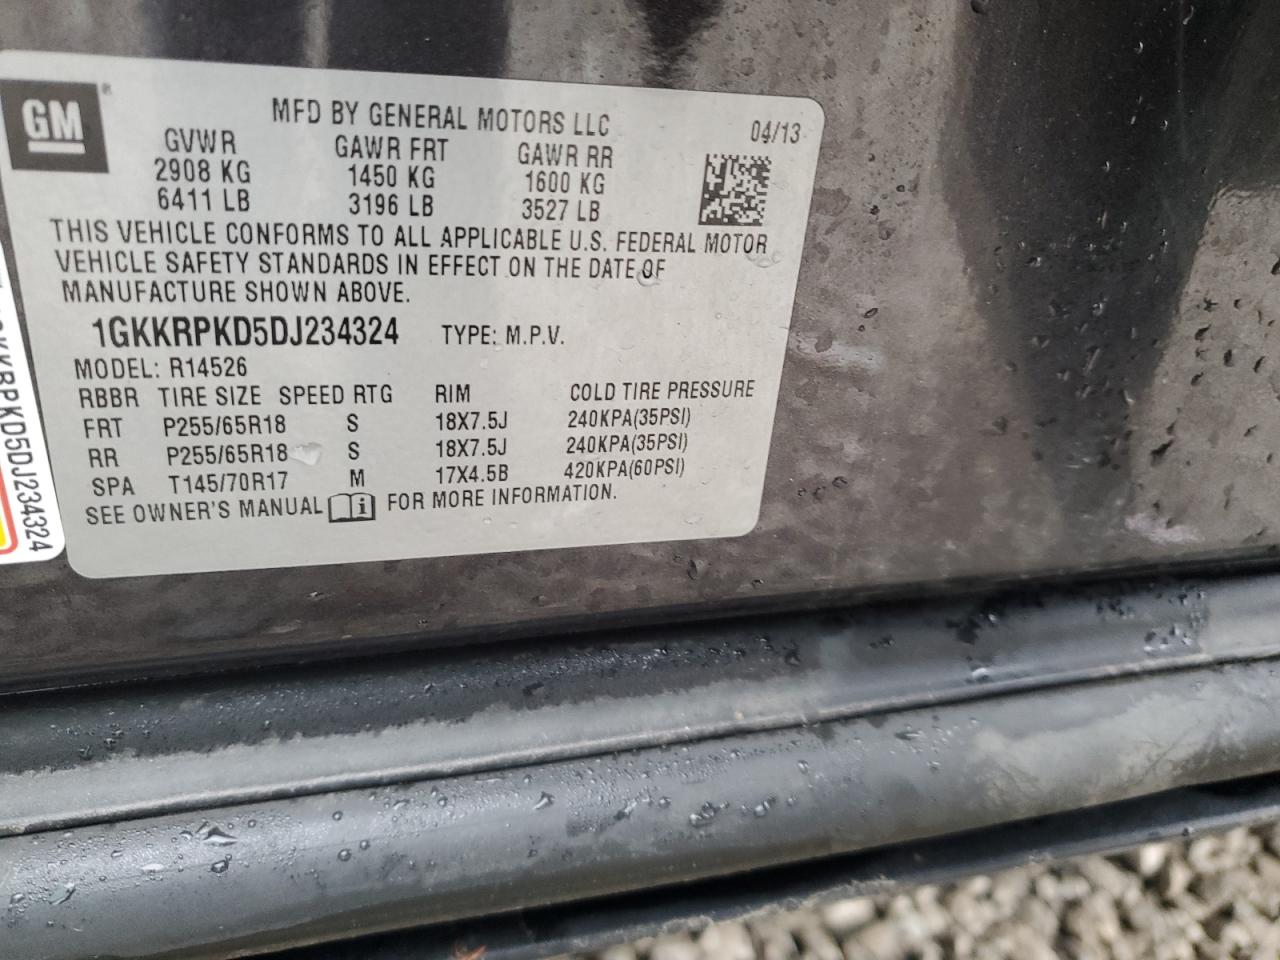 GM®
MFD BY GENERAL MOTORS LLC 04/13
GVWR GAWR FRT GAWR RR
2908 KG 1450 KG 1600 KG
6411 LB 3196 LB 3527 LB
THIS VEHICLE CONFORMS TO ALL APPLICABLE U.S. FEDERAL MOTOR
VEHICLE SAFETY STANDARDS IN EFFECT ON THE DATE OF
MANUFACTURE SHOWN ABOVE.
1GKKRPKD5DJ234324 TYPE: M.P.V.
MODEL: R14526
RBBR TIRE SIZE SPEED RTG RIM COLD TIRE PRESSURE
FRT P255/65R18 S 18X7.5J 240KPA(35PSI)
RR P255/65R18 S 18X7.5J 240KPA(35PSI)
SPA T145/70R17 M 17X4.5B 420KPA(60PSI)
SEE OWNER'S MANUAL i FOR MORE INFORMATION.
KKRPKD5DJ234324